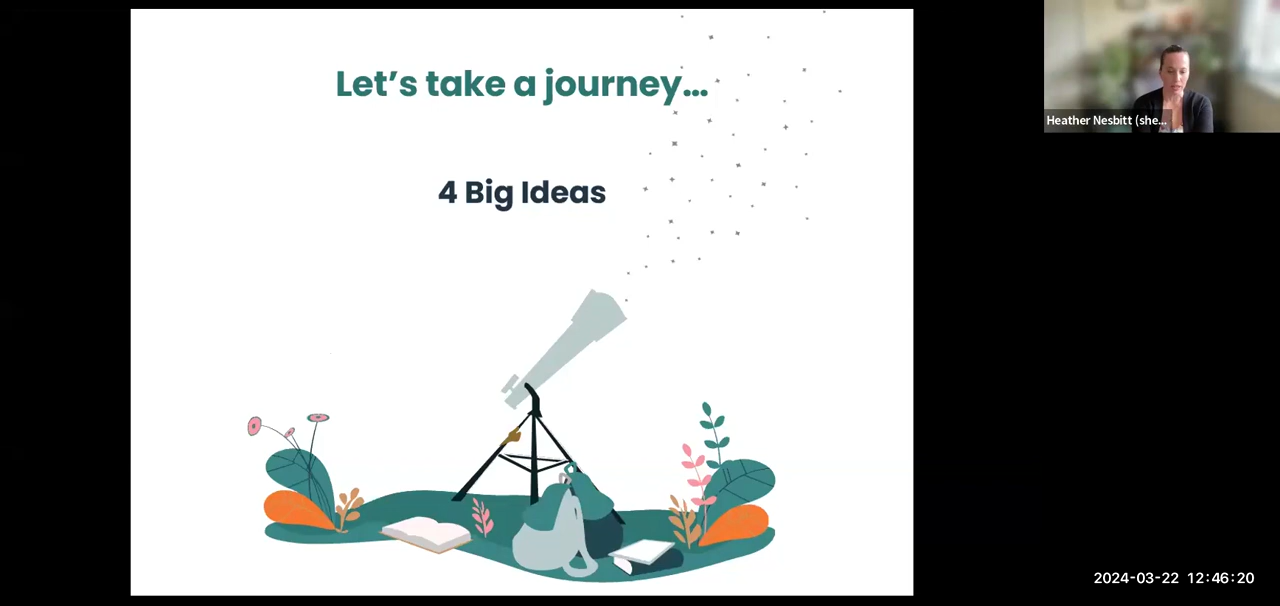 Let’s take a journey...
4 Big Ideas
Heather Nesbitt (she...
2024-03-22 12:46:20